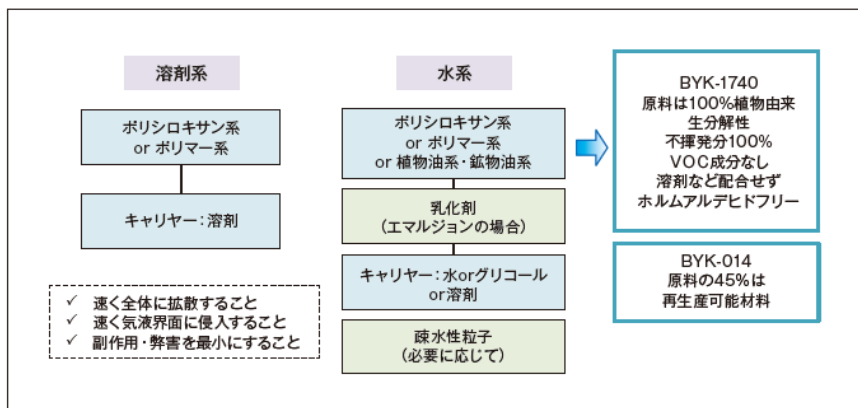 溶剤系
ポリシロキサン系
or ポリマー系
キャリヤー：溶剤
✓ 速く全体に拡散すること
✓ 速く気液界面に侵入すること
✓ 副作用・弊害を最小にすること
水系
ポリシロキサン系
or ポリマー系
or 植物油系・鉱物油系
乳化剤
(エマルジョンの場合)
キャリヤー：水orグリコール
or溶剤
疎水性粒子
(必要に応じて)
BYK-1740
原料は100%植物由来
生分解性
不揮発分100%
VOC成分なし
溶剤など配合せず
ホルムアルデヒドフリー
BYK-014
原料の45%は
再生産可能材料